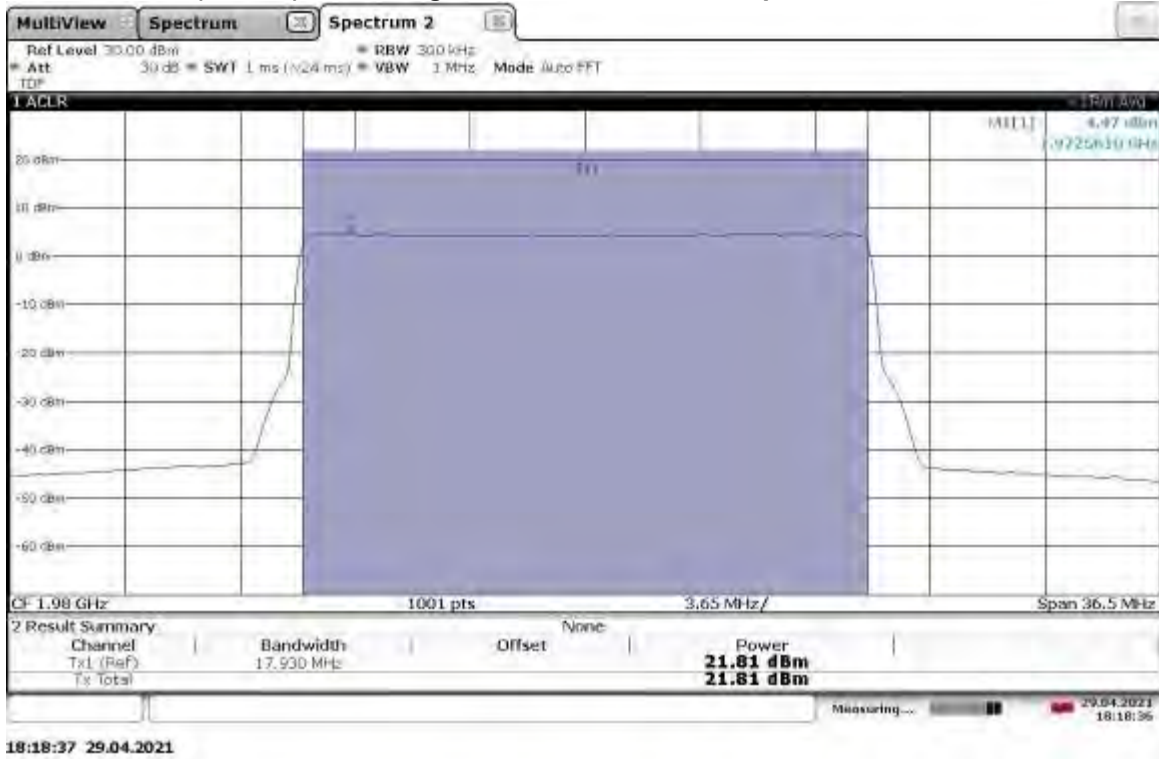 MultiView Spectrum Spectrum 2
Ref Level 30.00 dBm RBW 300 kHz
Att 30 dB SWT 1 ms (~24 ms) VBW 1 MHz Mode Auto FFT
TDF
1 ACLR 1Rm Avg
M1[1] 4.47 dBm
20 dBm
10 dBm
0 dBm
-10 dBm
-20 dBm
-30 dBm
-40 dBm
-50 dBm
-60 dBm
CF 1.98 GHz 1001 pts 3.65 MHz/ Span 36.5 MHz
2 Result Summary None
Channel Bandwidth Offset Power
Tx1 (Ref) 17.930 MHz 21.81 dBm
Tx Total 21.81 dBm
Measuring... 29.04.2021
18:18:36
18:18:37 29.04.2021